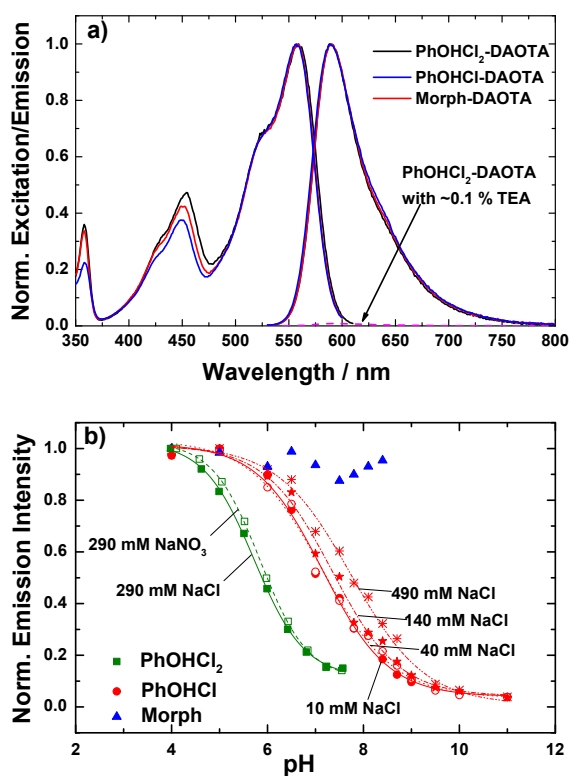 a)
PhOHCl₂-DAOTA
PhOHCl-DAOTA
Morph-DAOTA
PhOHCl₂-DAOTA
with ~0.1 % TEA
Norm. Excitation/Emission
1.0
0.8
0.6
0.4
0.2
0.0
350 400 450 500 550 600 650 700 750 800
Wavelength / nm
b)
Norm. Emission Intensity
1.0
0.8
0.6
0.4
0.2
0.0
290 mM NaNO₃
290 mM NaCl
490 mM NaCl
140 mM NaCl
40 mM NaCl
10 mM NaCl
PhOHCl₂
PhOHCl
Morph
2 4 6 8 10 12
pH